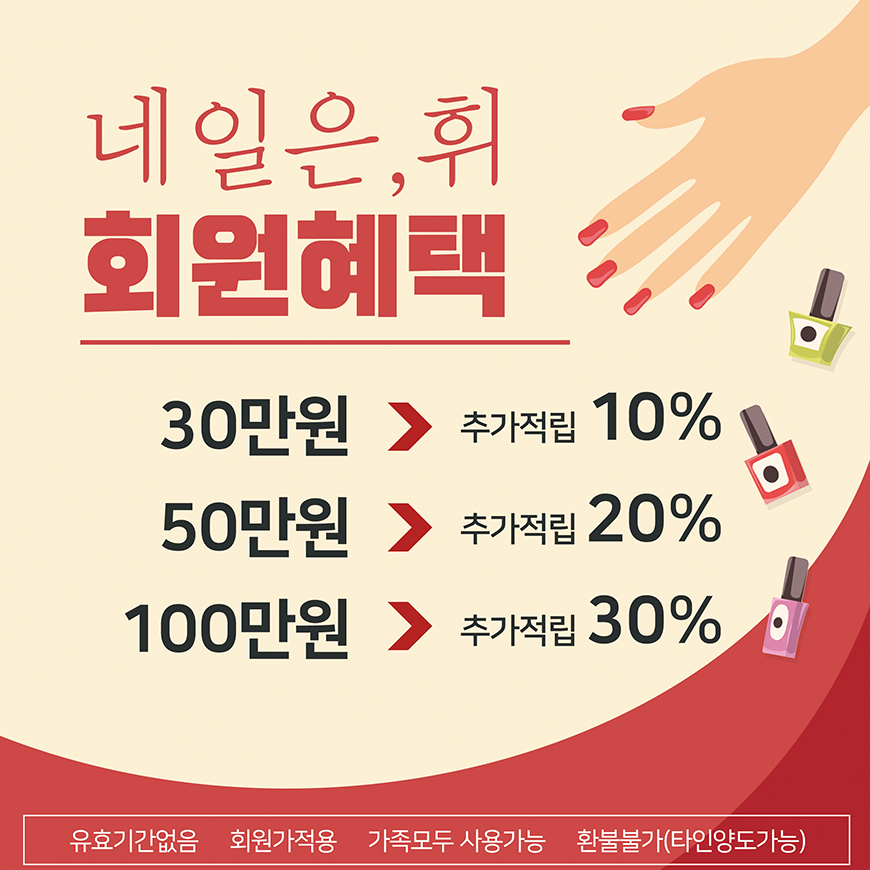 네일은,휘
회원혜택
30만원 > 추가적립 10%
50만원 > 추가적립 20%
100만원 > 추가적립 30%
유효기간없음 회원가적용 가족모두 사용가능 환불불가(타인양도가능)